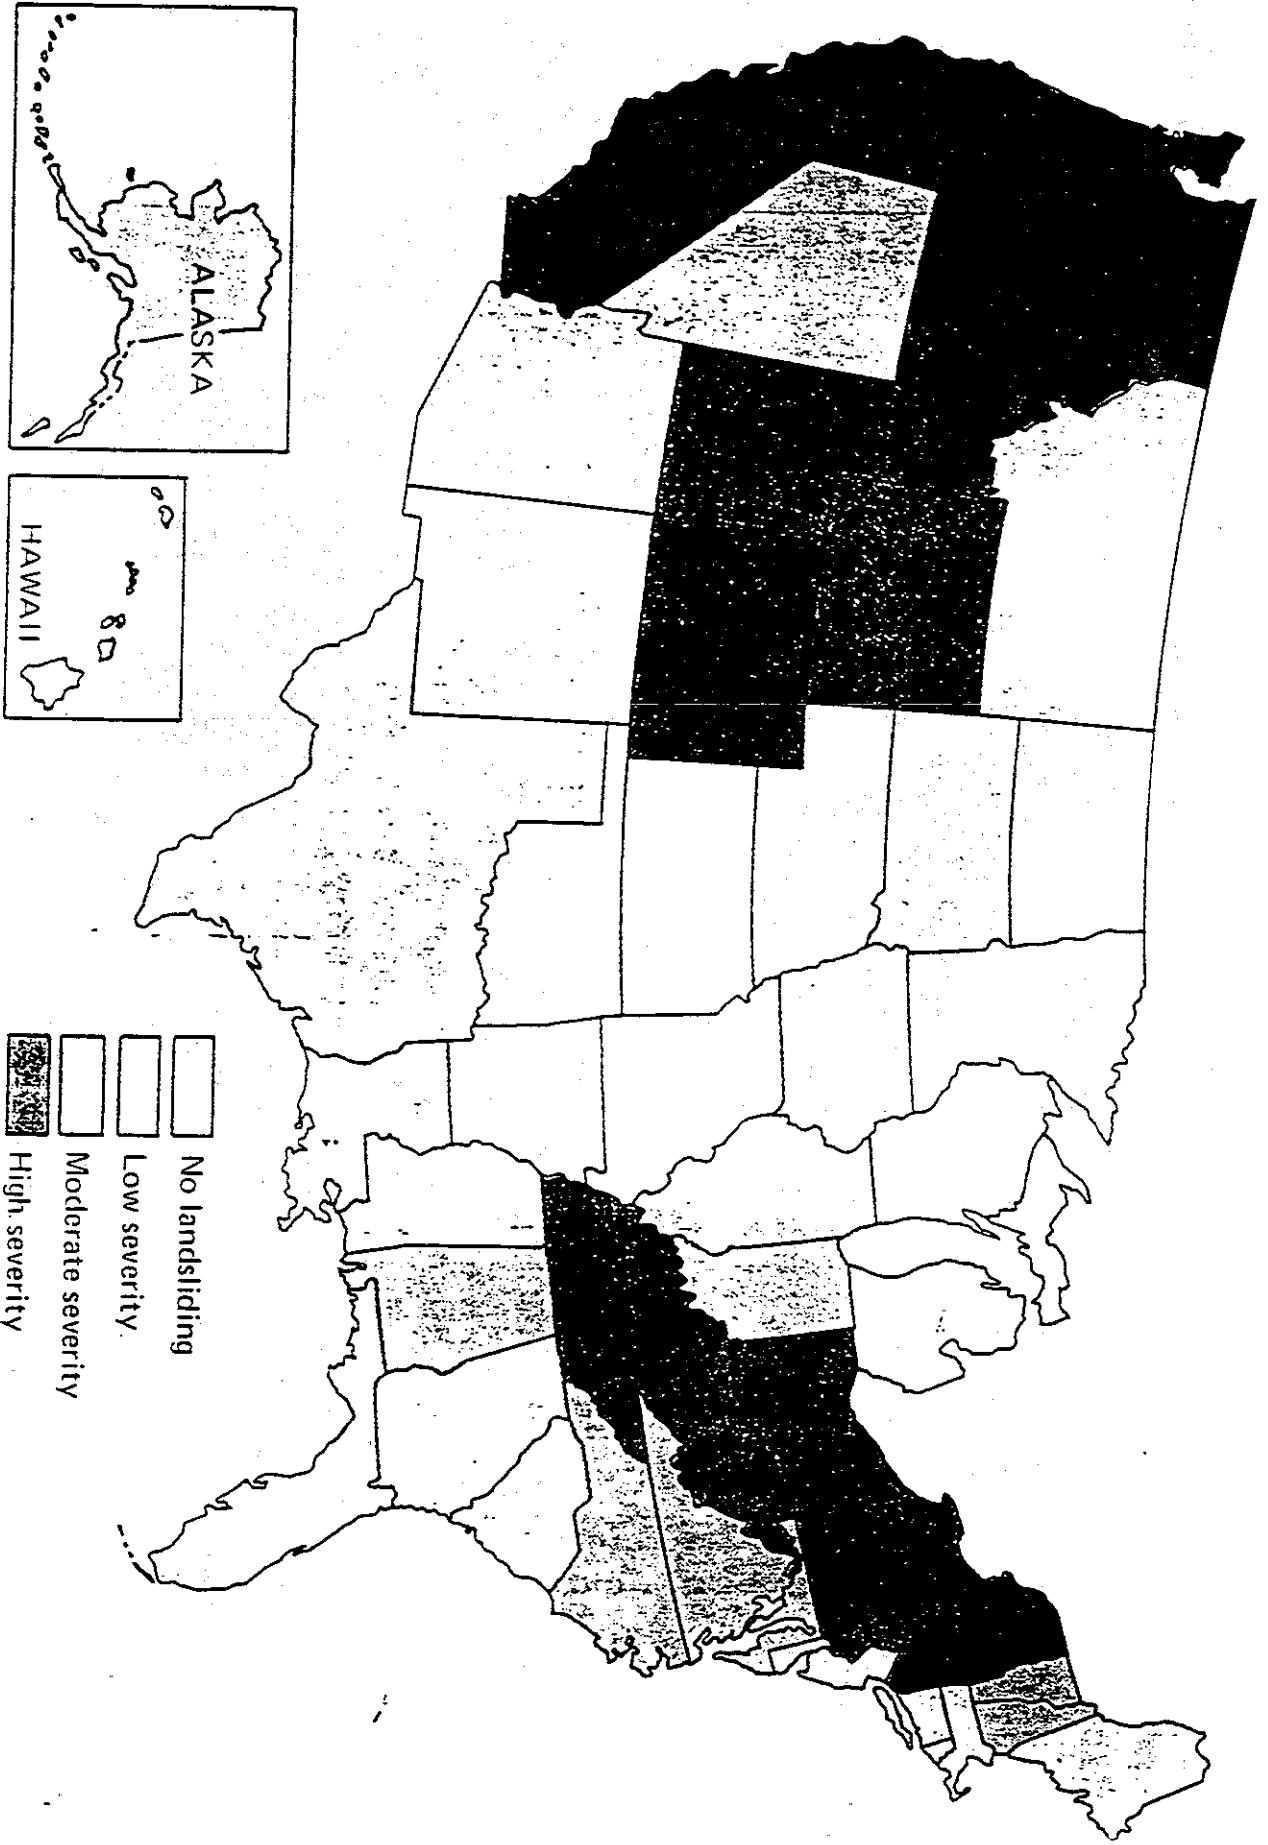 ALASKA
HAWAII
No landsliding
Low severity
Moderate severity
High severity